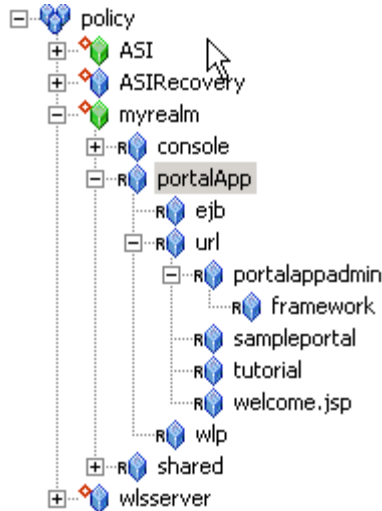 policy
ASI
ASIRecovery
myrealm
R console
R portalApp
R ejb
R url
R portalappadmin
R framework
R sampleportal
R tutorial
R welcome.jsp
R wlp
R shared
wlsserver